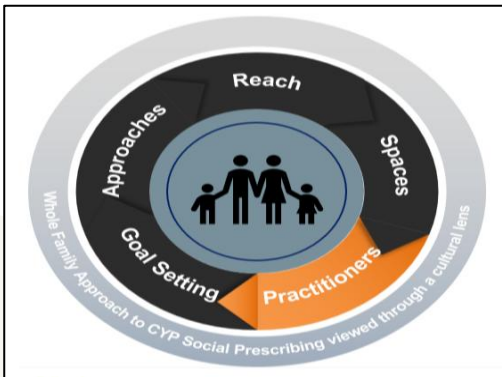 Reach
Spaces
Practitioners
Goal Setting
Approaches
Whole Family Approach to CYP Social Prescribing viewed through a cultural lens